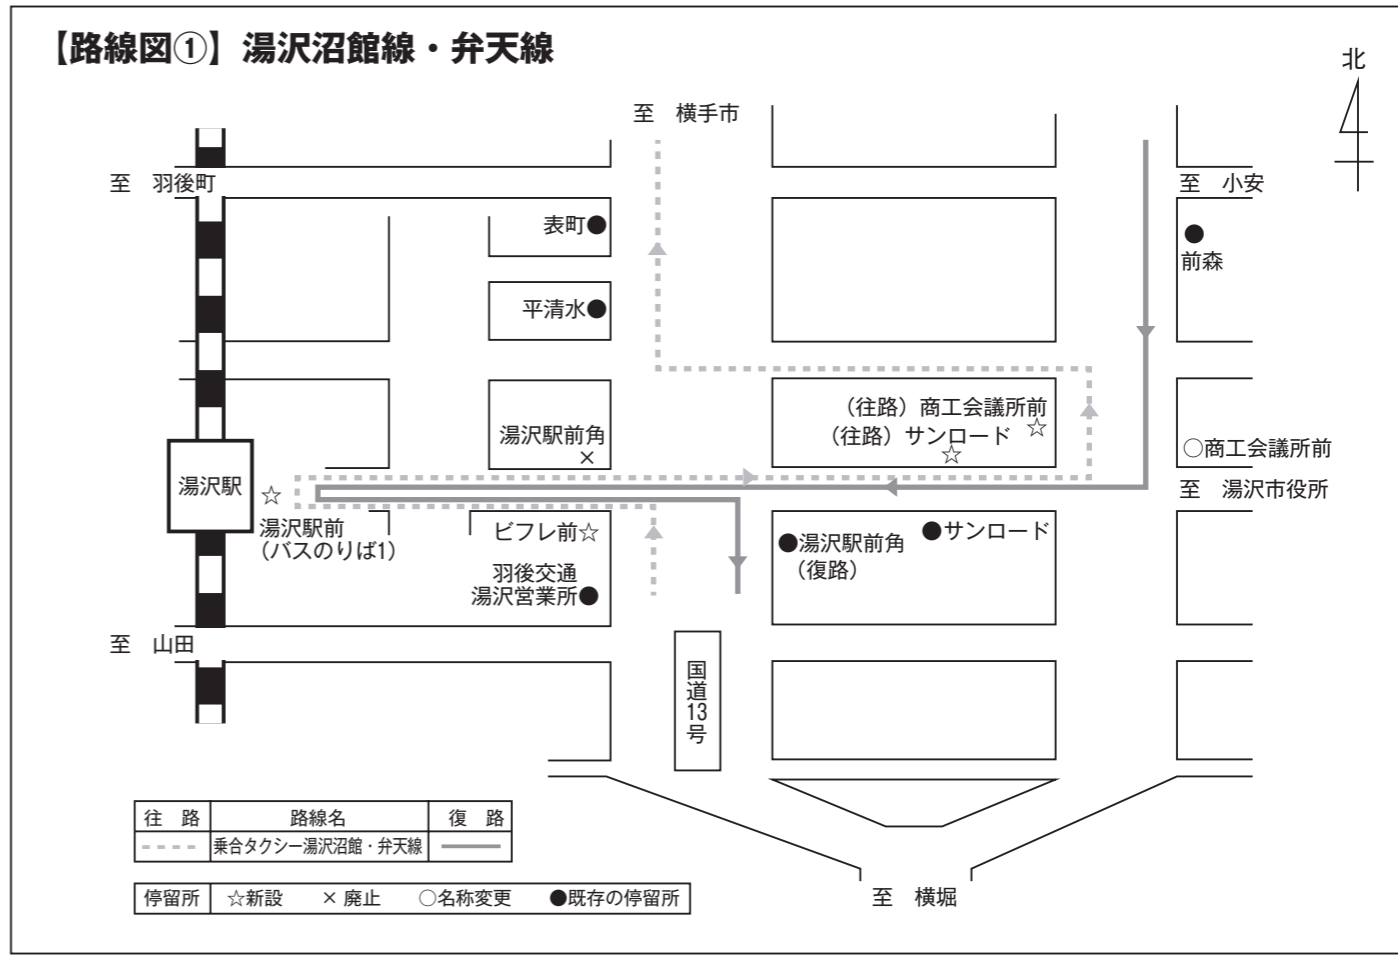 【路線図①】湯沢沼館線・弁天線
北
至 横手市
至 羽後町
至 小安
表町●
●
前森
平清水●
(往路)商工会議所前
(往路)サンロード ☆
☆
湯沢駅前角
×
○商工会議所前
湯沢駅
☆
至 湯沢市役所
湯沢駅前
(バスのりば1)
ビフレ前☆
●サンロード
●湯沢駅前角
(復路)
羽後交通
湯沢営業所●
至 山田
国道13号
往 路 路線名 復 路
乗合タクシー湯沢沼館・弁天線
停留所 ☆新設 × 廃止 ○名称変更 ●既存の停留所
至 横堀